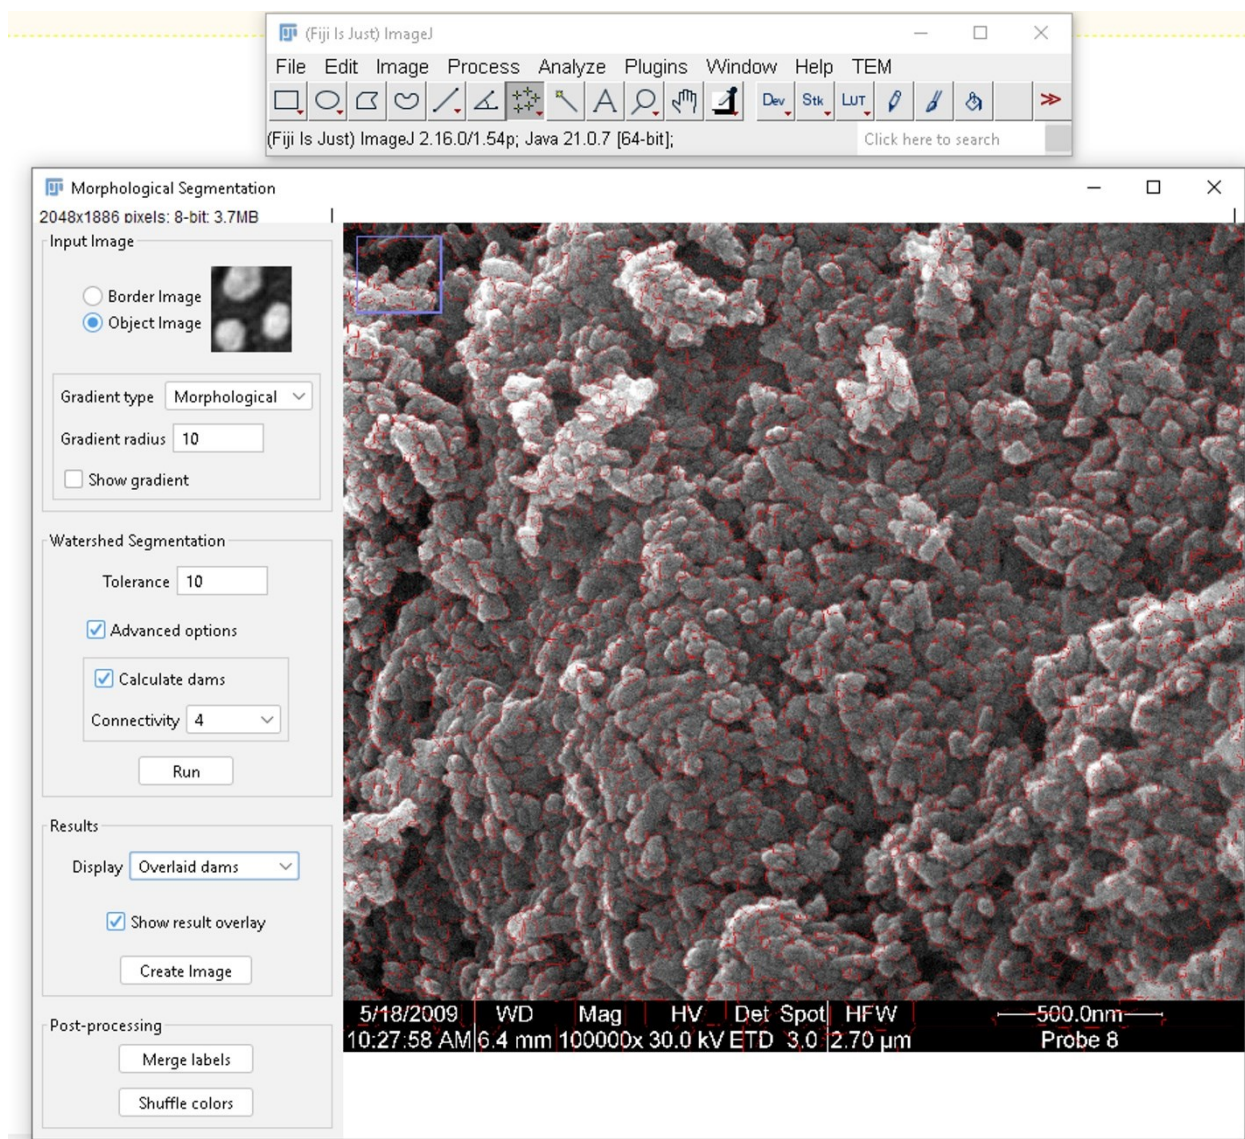 (Fiji Is Just) ImageJ
File Edit Image Process Analyze Plugins Window Help TEM
Dev Stk LUT
(Fiji Is Just) ImageJ 2.16.0/1.54p; Java 21.0.7 [64-bit];
Click here to search
Morphological Segmentation
2048x1886 pixels; 8-bit; 3.7MB
Input Image
Border Image
Object Image
Gradient type Morphological
Gradient radius 10
Show gradient
Watershed Segmentation
Tolerance 10
Advanced options
Calculate dams
Connectivity 4
Run
Results
Display Overlaid dams
Show result overlay
Create Image
Post-processing
Merge labels
Shuffle colors
5/18/2009 WD Mag HV Det Spot HFW 500.0nm
10:27:58 AM 6.4 mm 100000x 30.0 kV ETD 3.0 2.70 µm Probe 8